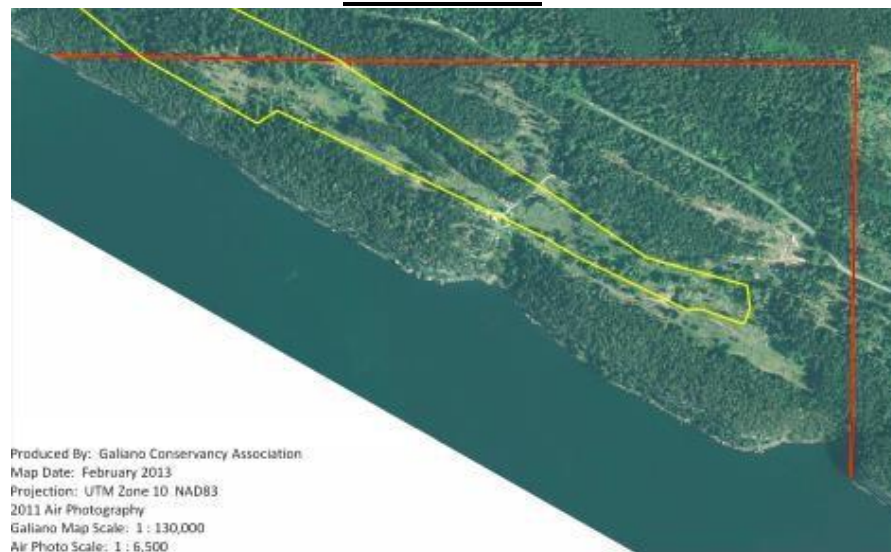 Produced By: Galiano Conservancy Association
Map Date: February 2013
Projection: UTM Zone 10 NAD83
2011 Air Photography
Galiano Map Scale: 1 : 130,000
Air Photo Scale: 1 : 6,500